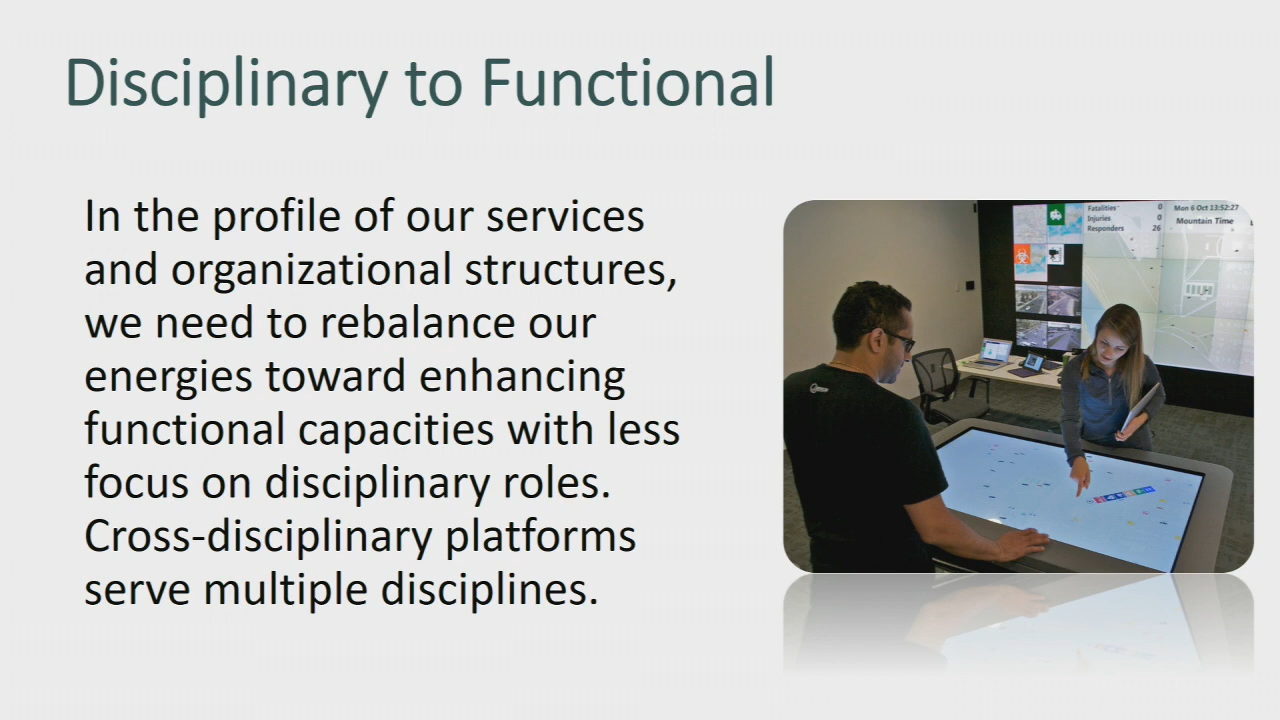 Disciplinary to Functional
In the profile of our services
and organizational structures,
we need to rebalance our
energies toward enhancing
functional capacities with less
focus on disciplinary roles.
Cross-disciplinary platforms
serve multiple disciplines.
Fatalities 0
Injuries 0
Responders 26
Mon 6 Oct 13:52:27
Mountain Time